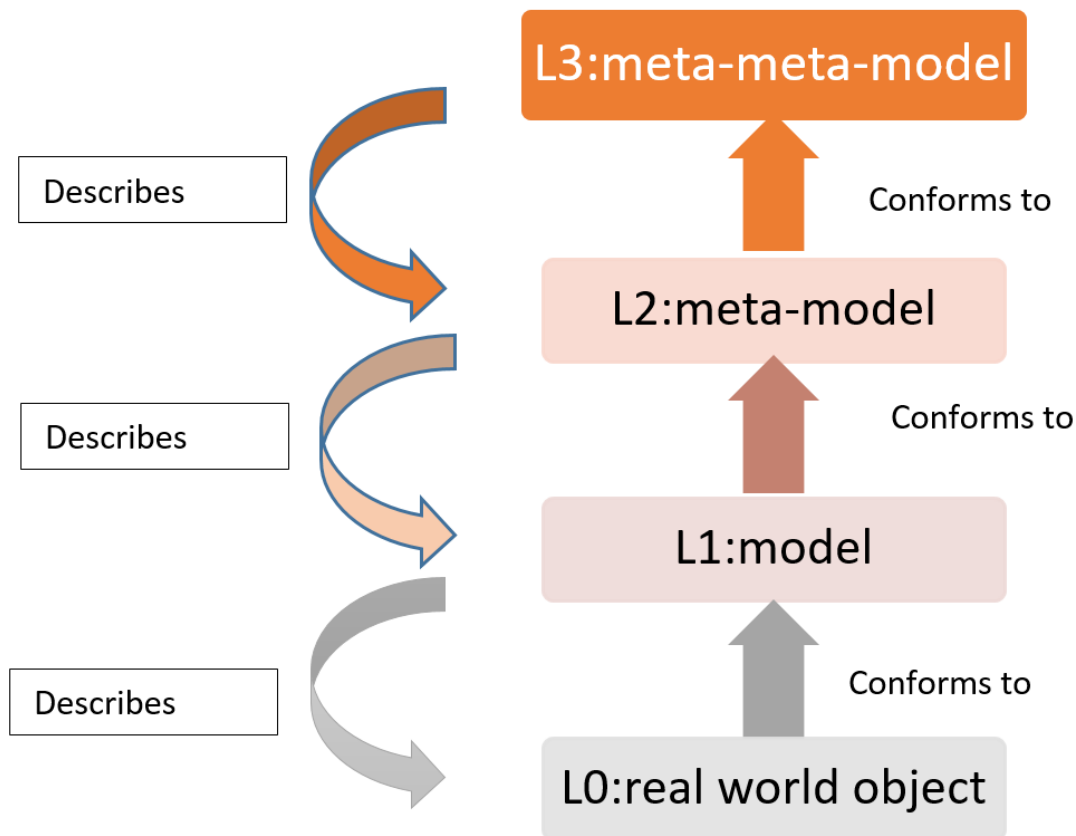 L3:meta-meta-model
Describes
Conforms to
L2:meta-model
Describes
Conforms to
L1:model
Describes
Conforms to
L0:real world object